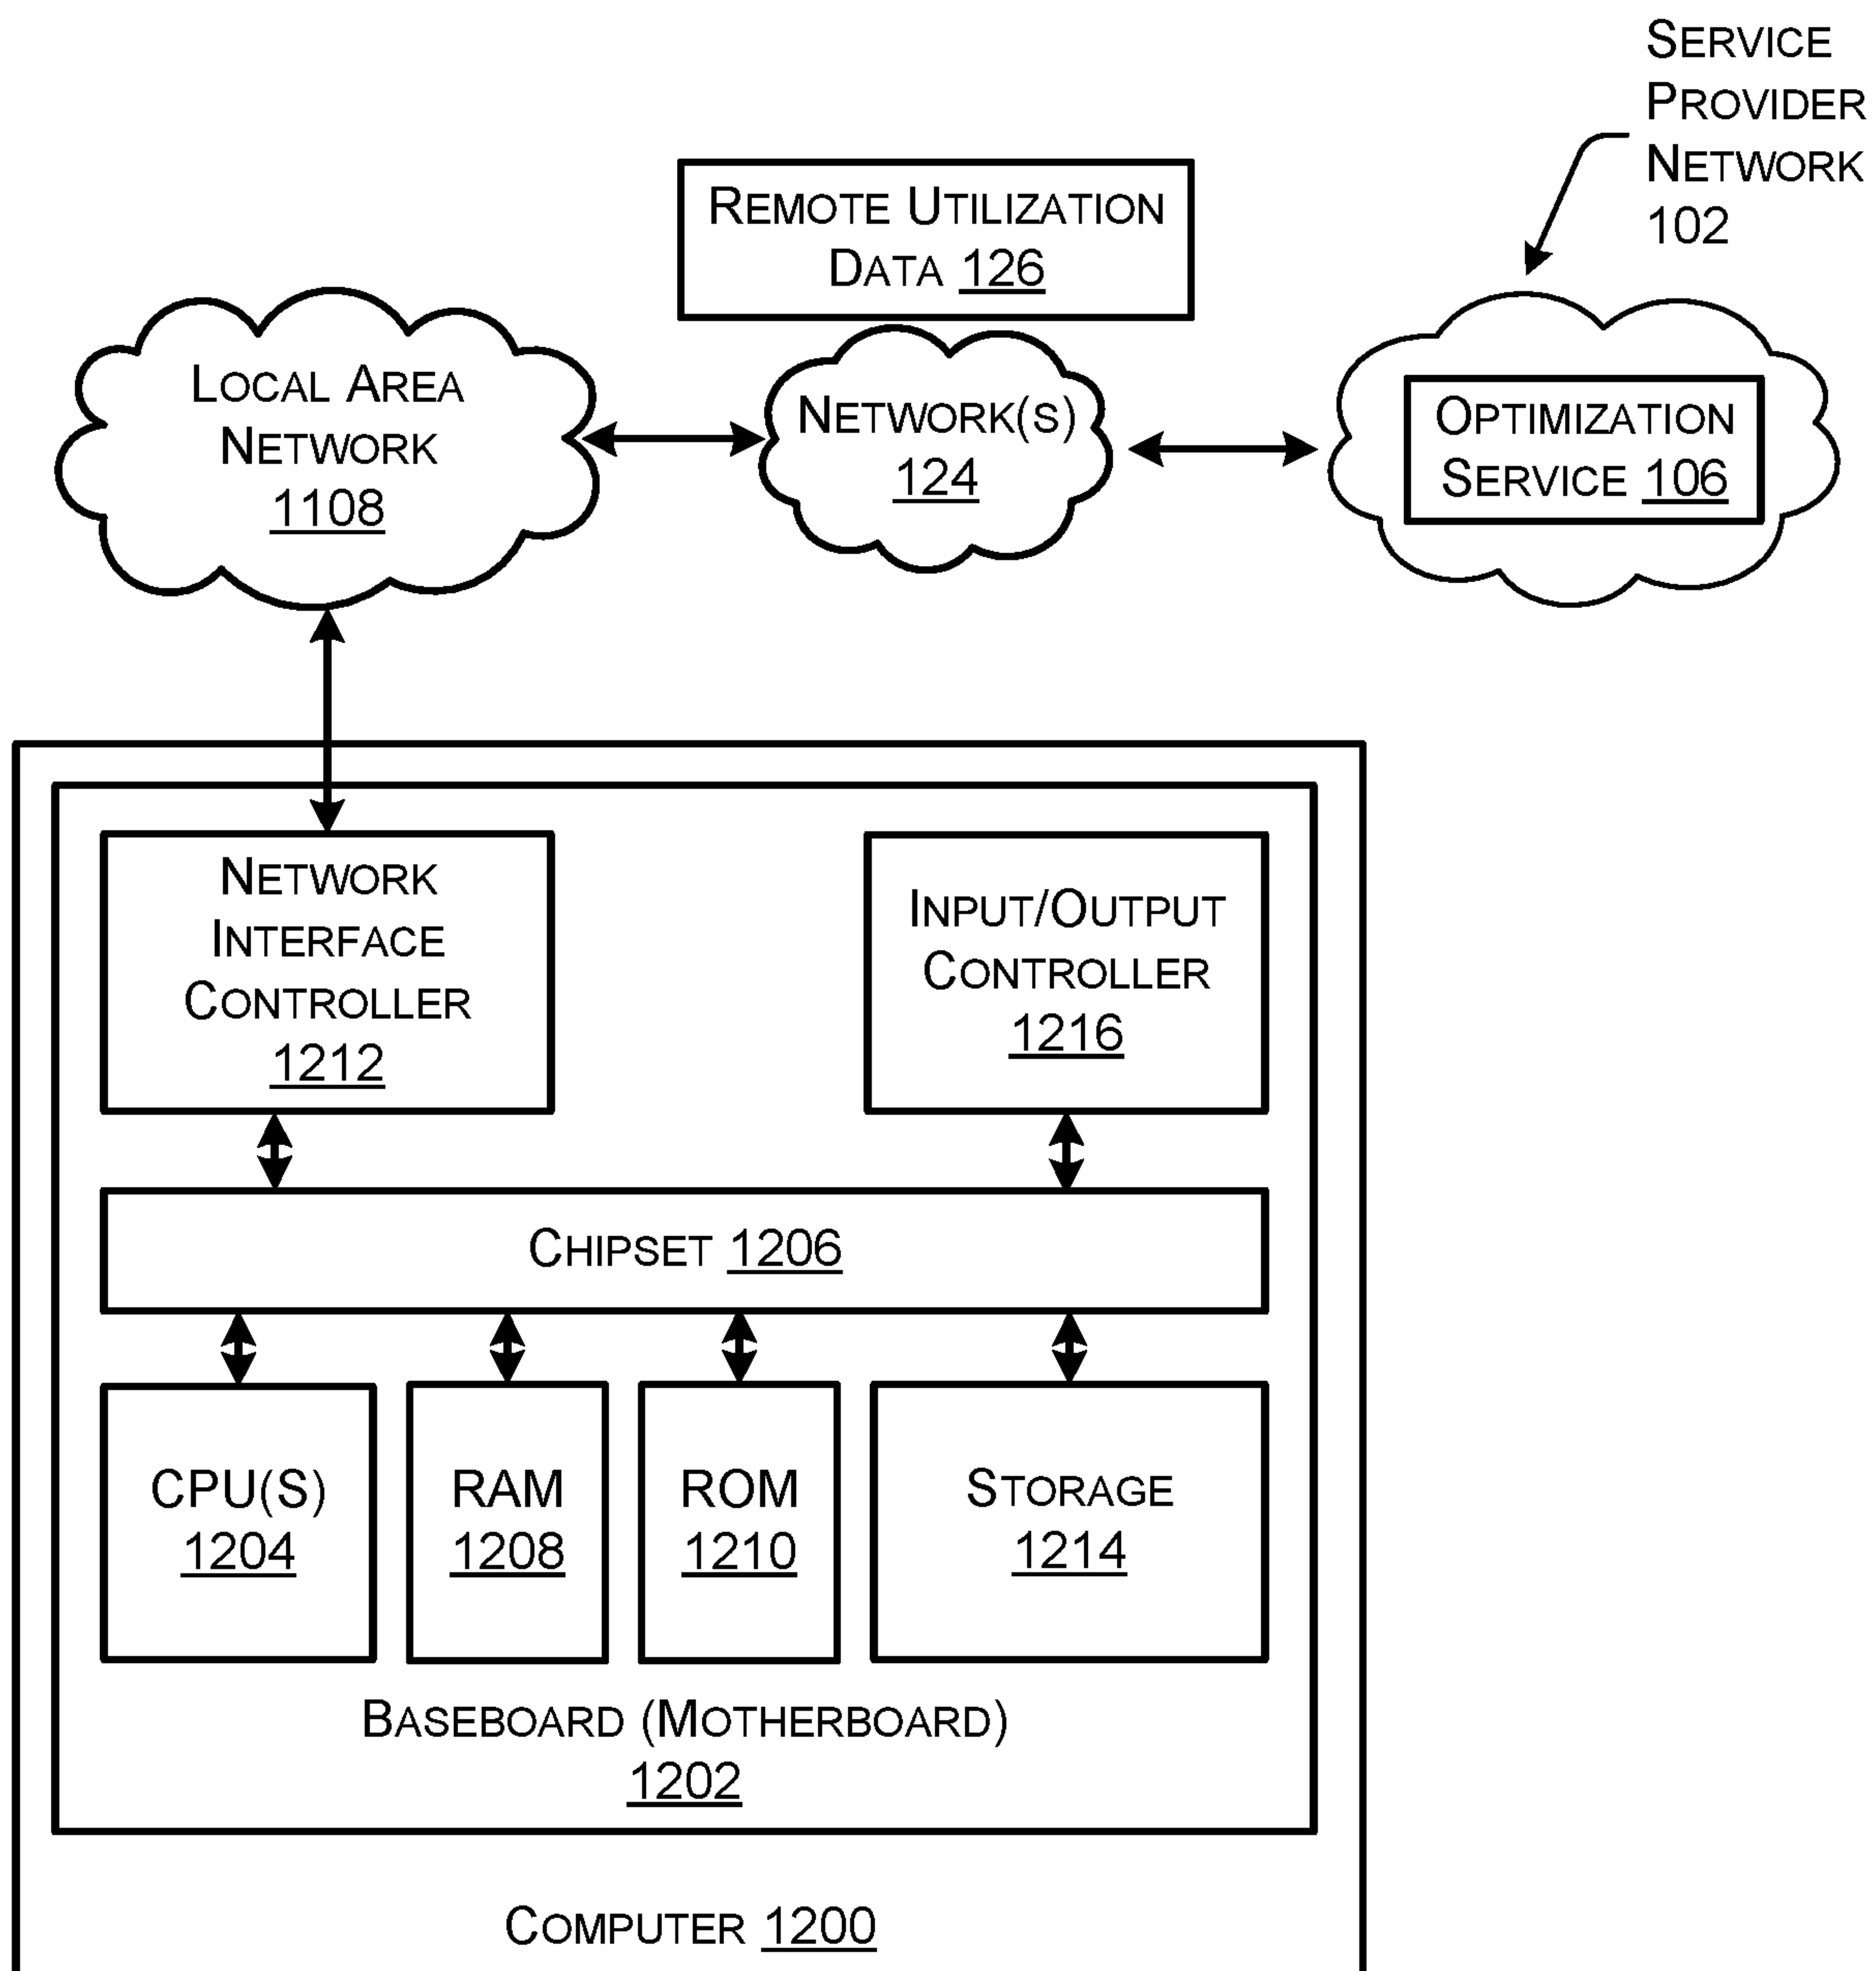 SERVICE
PROVIDER
NETWORK
102
REMOTE UTILIZATION
DATA 126
LOCAL AREA
NETWORK
1108
NETWORK(S)
124
OPTIMIZATION
SERVICE 106
NETWORK
INTERFACE
CONTROLLER
1212
INPUT/OUTPUT
CONTROLLER
1216
CHIPSET 1206
CPU(S)
1204
RAM
1208
ROM
1210
STORAGE
1214
BASEBOARD (MOTHERBOARD)
1202
COMPUTER 1200